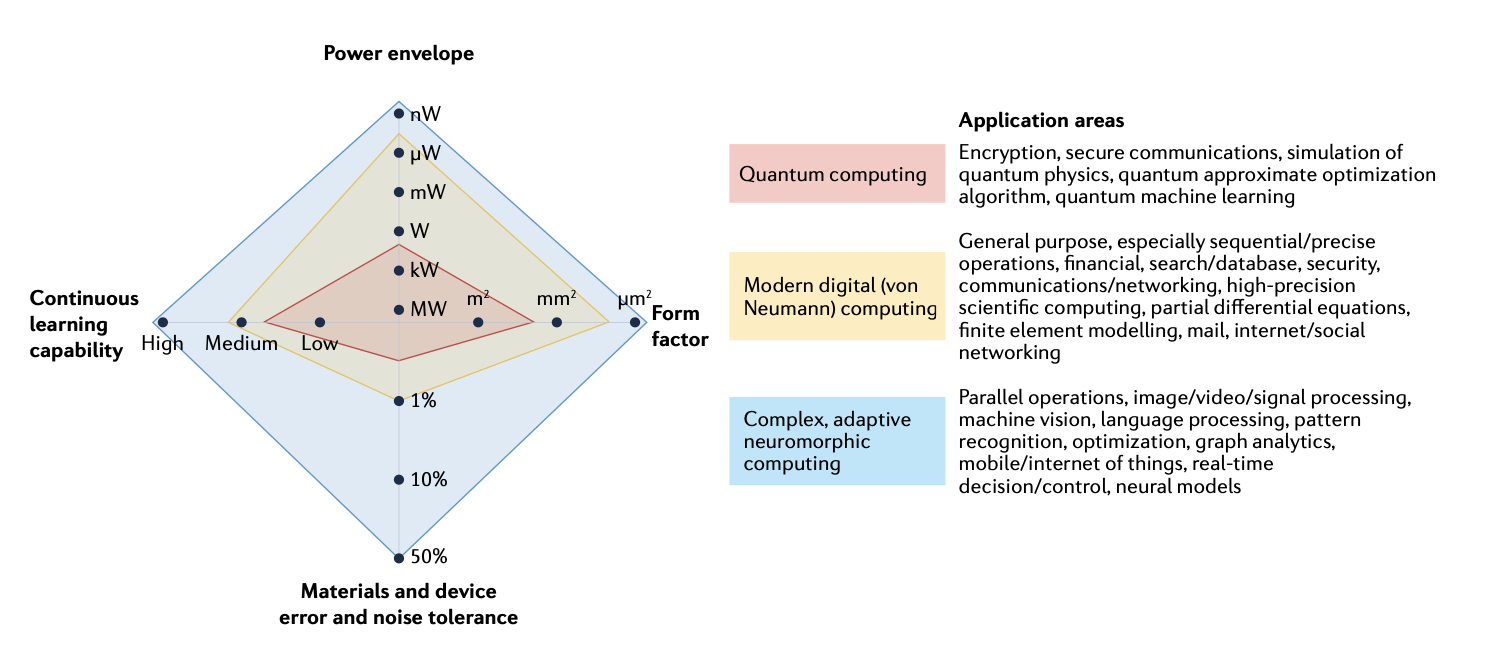 Power envelope
nW
µW
mW
W
kW
MW
m²
mm²
µm²
Form
factor
Continuous
learning
capability
High
Medium
Low
1%
10%
50%
Materials and device
error and noise tolerance
Application areas
Quantum computing
Encryption, secure communications, simulation of
quantum physics, quantum approximate optimization
algorithm, quantum machine learning
Modern digital (von
Neumann) computing
General purpose, especially sequential/precise
operations, financial, search/database, security,
communications/networking, high-precision
scientific computing, partial differential equations,
finite element modelling, mail, internet/social
networking
Complex, adaptive
neuromorphic
computing
Parallel operations, image/video/signal processing,
machine vision, language processing, pattern
recognition, optimization, graph analytics,
mobile/internet of things, real-time
decision/control, neural models